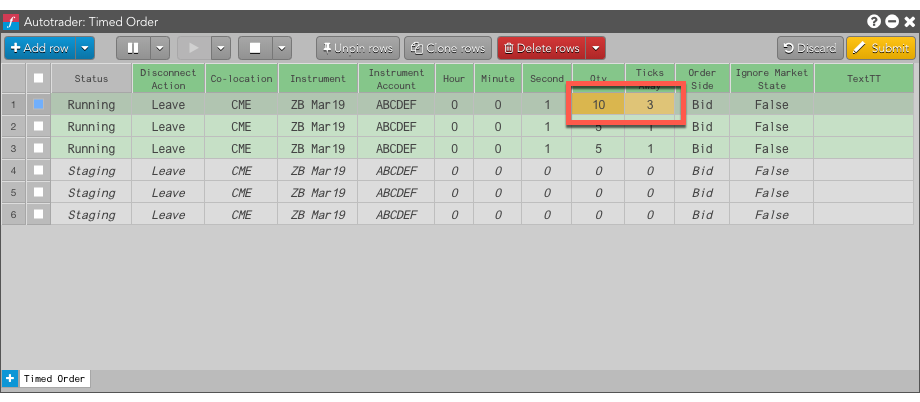 f Autotrader: Timed Order
Add row Unpin rows Clone rows Delete rows Discard Submit
Status Disconnect Action Co-location Instrument Instrument Account Hour Minute Second Qty Ticks Away Order Side Ignore Market State TextTT
1 Running Leave CME ZB Mar19 ABCDEF 0 0 1 10 3 Bid False
2 Running Leave CME ZB Mar19 ABCDEF 0 0 1 5 1 Bid False
3 Running Leave CME ZB Mar19 ABCDEF 0 0 1 5 1 Bid False
4 Staging Leave CME ZB Mar19 ABCDEF 0 0 0 0 0 Bid False
5 Staging Leave CME ZB Mar19 ABCDEF 0 0 0 0 0 Bid False
6 Staging Leave CME ZB Mar19 ABCDEF 0 0 0 0 0 Bid False
+ Timed Order